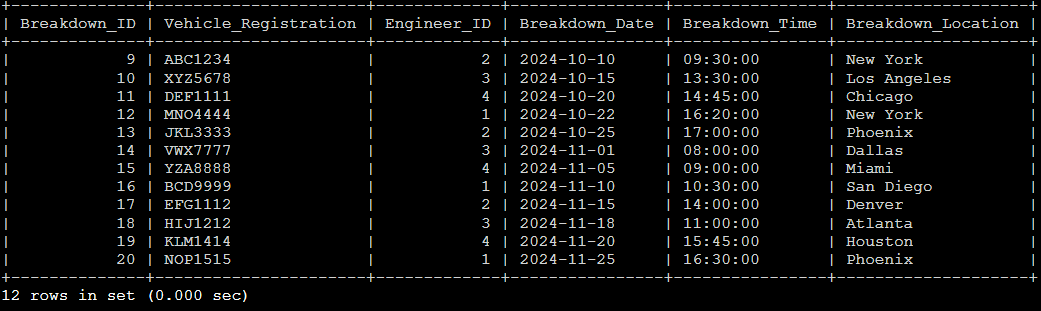 +--------------+----------------------+-------------+----------------+----------------+--------------------+
| Breakdown_ID | Vehicle_Registration | Engineer_ID | Breakdown_Date | Breakdown_Time | Breakdown_Location |
+--------------+----------------------+-------------+----------------+----------------+--------------------+
|            9 | ABC1234              |           2 | 2024-10-10     | 09:30:00       | New York           |
|           10 | XYZ5678              |           3 | 2024-10-15     | 13:30:00       | Los Angeles        |
|           11 | DEF1111              |           4 | 2024-10-20     | 14:45:00       | Chicago            |
|           12 | MNO4444              |           1 | 2024-10-22     | 16:20:00       | New York           |
|           13 | JKL3333              |           2 | 2024-10-25     | 17:00:00       | Phoenix            |
|           14 | VWX7777              |           3 | 2024-11-01     | 08:00:00       | Dallas             |
|           15 | YZA8888              |           4 | 2024-11-05     | 09:00:00       | Miami              |
|           16 | BCD9999              |           1 | 2024-11-10     | 10:30:00       | San Diego          |
|           17 | EFG1112              |           2 | 2024-11-15     | 14:00:00       | Denver             |
|           18 | HIJ1212              |           3 | 2024-11-18     | 11:00:00       | Atlanta            |
|           19 | KLM1414              |           4 | 2024-11-20     | 15:45:00       | Houston            |
|           20 | NOP1515              |           1 | 2024-11-25     | 16:30:00       | Phoenix            |
+--------------+----------------------+-------------+----------------+----------------+--------------------+
12 rows in set (0.000 sec)